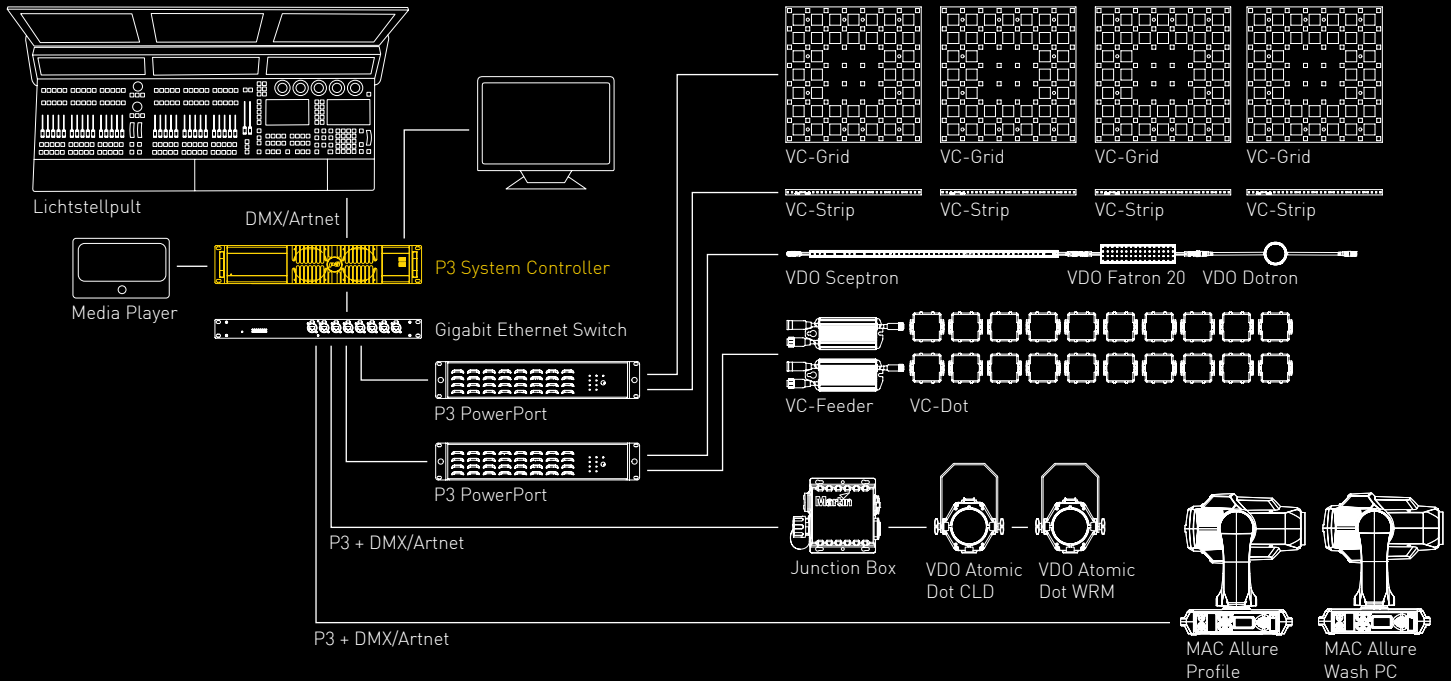 VC-Grid
VC-Grid
VC-Grid
VC-Grid
Lichtstellpult
DMX/Artnet
VC-Strip
VC-Strip
VC-Strip
VC-Strip
P3 System Controller
Media Player
VDO Sceptron
VDO Fatron 20
VDO Dotron
Gigabit Ethernet Switch
P3 PowerPort
VC-Feeder
VC-Dot
P3 PowerPort
Martin
P3 + DMX/Artnet
Junction Box
VDO Atomic
Dot CLD
VDO Atomic
Dot WRM
P3 + DMX/Artnet
MAC Allure
Profile
MAC Allure
Wash PC